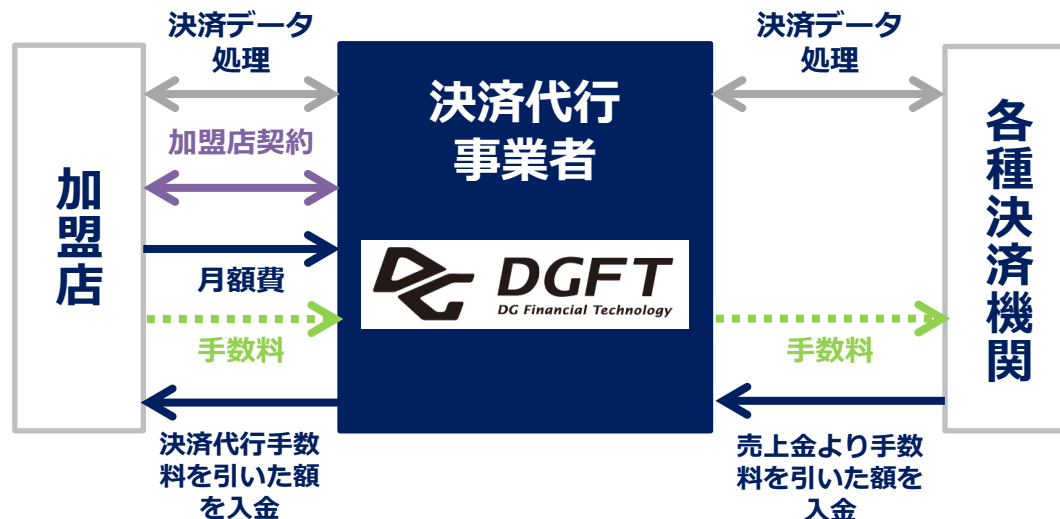 加盟店
決済データ
処理
加盟店契約
月額費
手数料
決済代行手数
料を引いた額
を入金
決済代行
事業者
DGFT
DG Financial Technology
決済データ
処理
手数料
売上金より手数
料を引いた額を
入金
各種決済機関